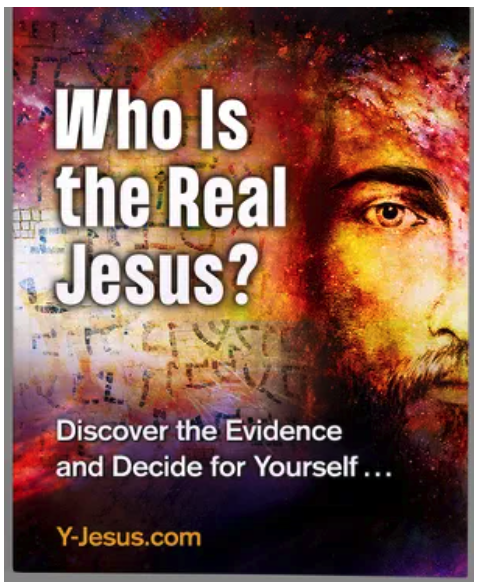 Who Is
the Real
Jesus?
Discover the Evidence
and Decide for Yourself...
Y-Jesus.com